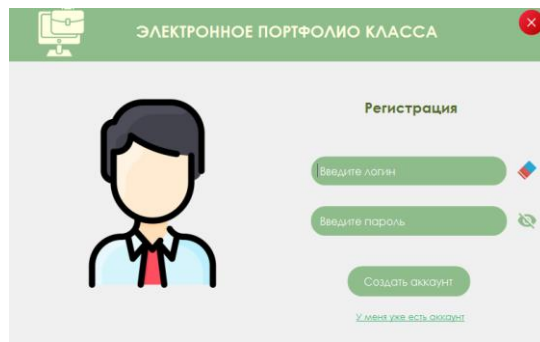 ЭЛЕКТРОННОЕ ПОРТФОЛИО КЛАССА
Регистрация
Введите логин
Введите пароль
Создать аккаунт
У меня уже есть аккаунт